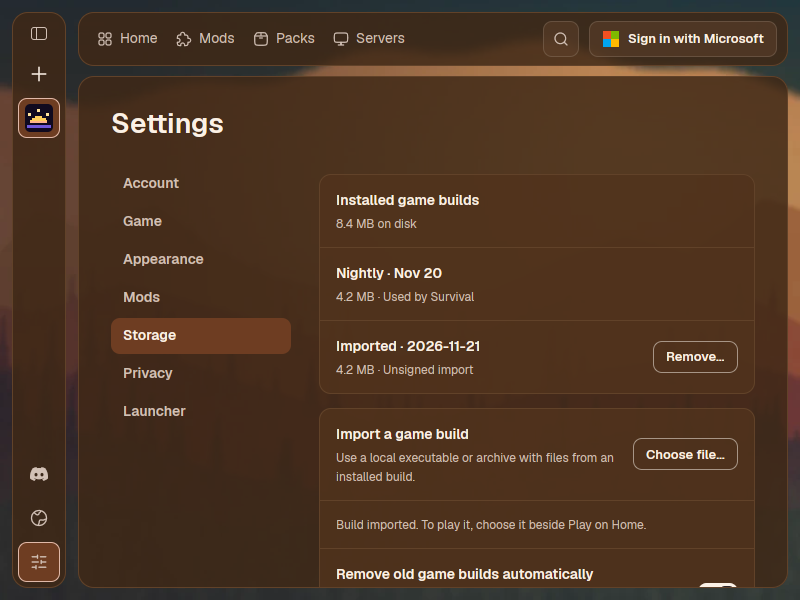 Home
Mods
Packs
Servers
Sign in with Microsoft
Settings
Account
Game
Appearance
Mods
Storage
Privacy
Launcher
Installed game builds
8.4 MB on disk
Nightly · Nov 20
4.2 MB · Used by Survival
Imported · 2026-11-21
4.2 MB · Unsigned import
Remove...
Import a game build
Use a local executable or archive with files from an
installed build.
Choose file...
Build imported. To play it, choose it beside Play on Home.
Remove old game builds automatically